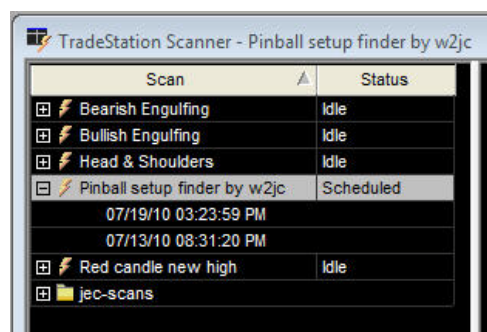 TradeStation Scanner - Pinball setup finder by w2jc
Scan Status
Bearish Engulfing Idle
Bullish Engulfing Idle
Head & Shoulders Idle
Pinball setup finder by w2jc Scheduled
07/19/10 03:23:59 PM
07/13/10 08:31:20 PM
Red candle new high Idle
jec-scans